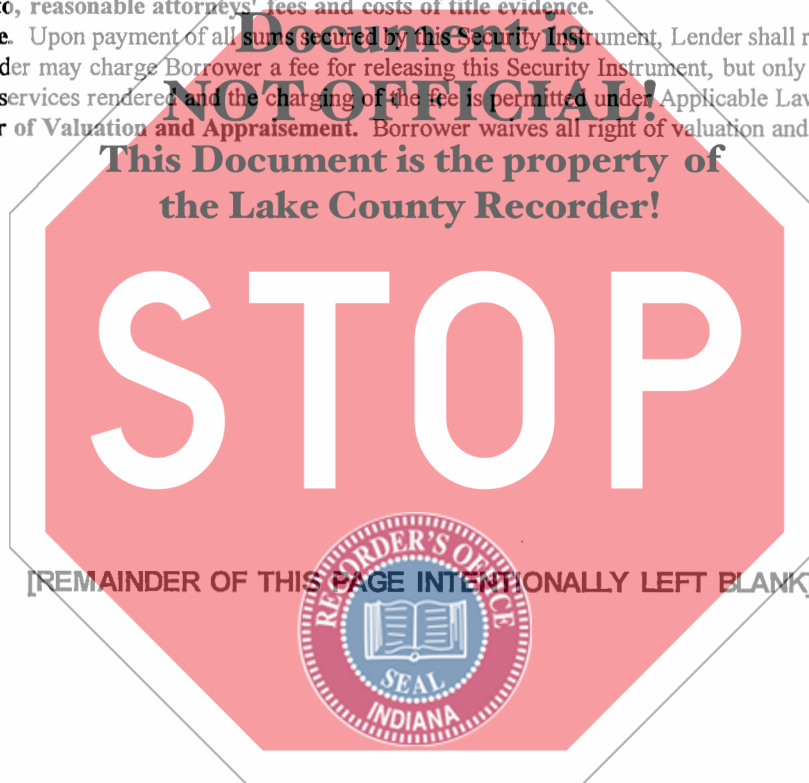 to, reasonable attorneys' fees and costs of title evidence.
Document is
e. Upon payment of all sums secured by this Security Instrument, Lender shall r
der may charge Borrower a fee for releasing this Security Instrument, but only
NOT OFFICIAL!
services rendered and the charging of the fee is permitted under Applicable Lav
r of Valuation and Appraisement. Borrower waives all right of valuation and
This Document is the property of
the Lake County Recorder!
STOP
[REMAINDER OF THIS PAGE INTENTIONALLY LEFT BLANK]
RECORDER'S OFFICE
SEAL
INDIANA